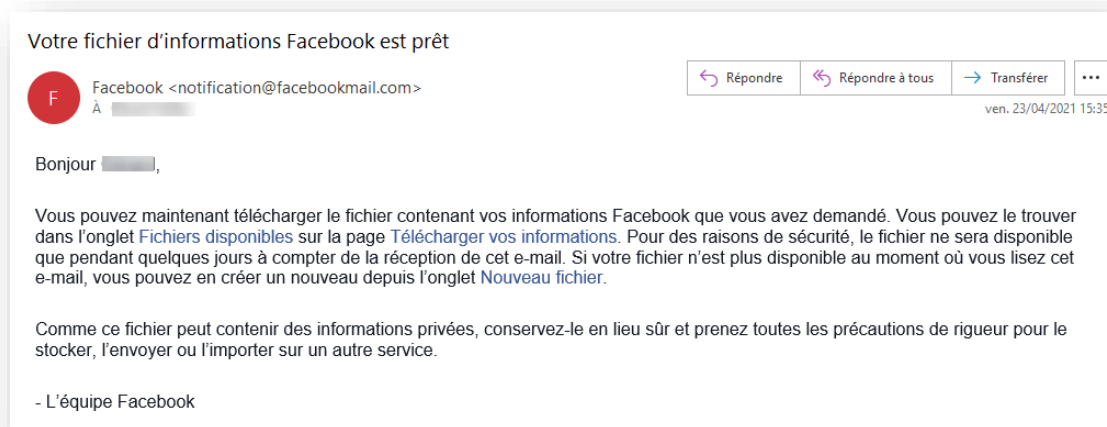 Votre fichier d’informations Facebook est prêt
F
Facebook <notification@facebookmail.com>
À
Répondre
Répondre à tous
Transférer
...
ven. 23/04/2021 15:35
Bonjour ,
Vous pouvez maintenant télécharger le fichier contenant vos informations Facebook que vous avez demandé. Vous pouvez le trouver
dans l’onglet Fichiers disponibles sur la page Télécharger vos informations. Pour des raisons de sécurité, le fichier ne sera disponible
que pendant quelques jours à compter de la réception de cet e-mail. Si votre fichier n’est plus disponible au moment où vous lisez cet
e-mail, vous pouvez en créer un nouveau depuis l’onglet Nouveau fichier.
Comme ce fichier peut contenir des informations privées, conservez-le en lieu sûr et prenez toutes les précautions de rigueur pour le
stocker, l’envoyer ou l’importer sur un autre service.
- L’équipe Facebook